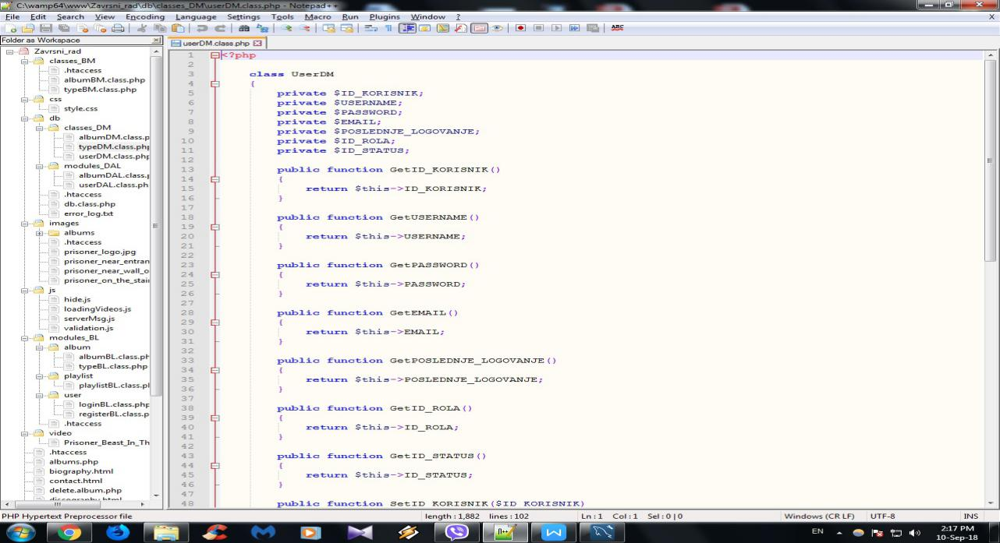 C:\wamp64\www\Zavrsni_rad\db\classes_DM\userDM.class.php - Notepad++
File Edit Search View Encoding Language Settings Tools Macro Run Plugins Window ? X
Folder as Workspace
Zavrsni_rad
classes_BM
.htaccess
albumBM.class.php
typeBM.class.php
css
style.css
db
classes_DM
albumDM.class.p
typeDM.class.php
userDM.class.php
modules_DAL
albumDAL.class.p
userDAL.class.ph
.htaccess
db.class.php
error_log.txt
images
albums
.htaccess
prisoner_logo.jpg
prisoner_near_entran
prisoner_near_wall_o
prisoner_on_the_stair
js
hide.js
loadingVideos.js
serverMsg.js
validation.js
modules_BL
album
albumBL.class.ph
typeBL.class.php
playlist
playlistBL.class.pl
user
loginBL.class.php
registerBL.class.p
.htaccess
video
Prisoner_Beast_In_Th
.htaccess
albums.php
biography.html
contact.html
delete.album.php
discography.html
userDM.class.php
1 <?php
2
3 class UserDM
4 {
5 private $ID_KORISNIK;
6 private $USERNAME;
7 private $PASSWORD;
8 private $EMAIL;
9 private $POSLEDNJE_LOGOVANJE;
10 private $ID_ROLA;
11 private $ID_STATUS;
12
13 public function GetID_KORISNIK()
14 {
15 return $this->ID_KORISNIK;
16 }
17
18 public function GetUSERNAME()
19 {
20 return $this->USERNAME;
21 }
22
23 public function GetPASSWORD()
24 {
25 return $this->PASSWORD;
26 }
27
28 public function GetEMAIL()
29 {
30 return $this->EMAIL;
31 }
32
33 public function GetPOSLEDNJE_LOGOVANJE()
34 {
35 return $this->POSLEDNJE_LOGOVANJE;
36 }
37
38 public function GetID_ROLA()
39 {
40 return $this->ID_ROLA;
41 }
42
43 public function GetID_STATUS()
44 {
45 return $this->ID_STATUS;
46 }
47
48 public function SetID_KORISNIK($ID_KORISNIK)
PHP Hypertext Preprocessor file length : 1,882 lines : 102 Ln : 1 Col : 1 Sel : 0 | 0 Windows (CR LF) UTF-8 INS
EN 2:17 PM
10-Sep-18